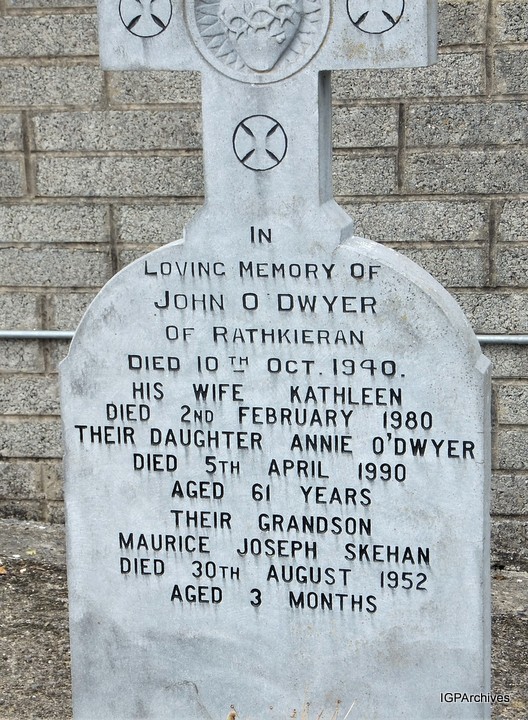 IN
LOVING MEMORY OF
JOHN O'DWYER
OF RATHKIERAN
DIED 10TH OCT. 1940.
HIS WIFE KATHLEEN
DIED 2ND FEBRUARY 1980
THEIR DAUGHTER ANNIE O'DWYER
DIED 5TH APRIL 1990
AGED 61 YEARS
THEIR GRANDSON
MAURICE JOSEPH SKEHAN
DIED 30TH AUGUST 1952
AGED 3 MONTHS
IGPArchives